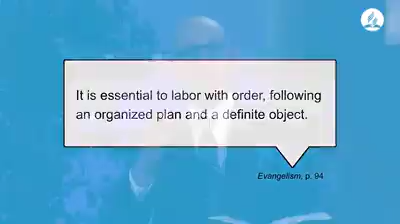 It is essential to labor with order, following
an organized plan and a definite object.
Evangelism, p. 94